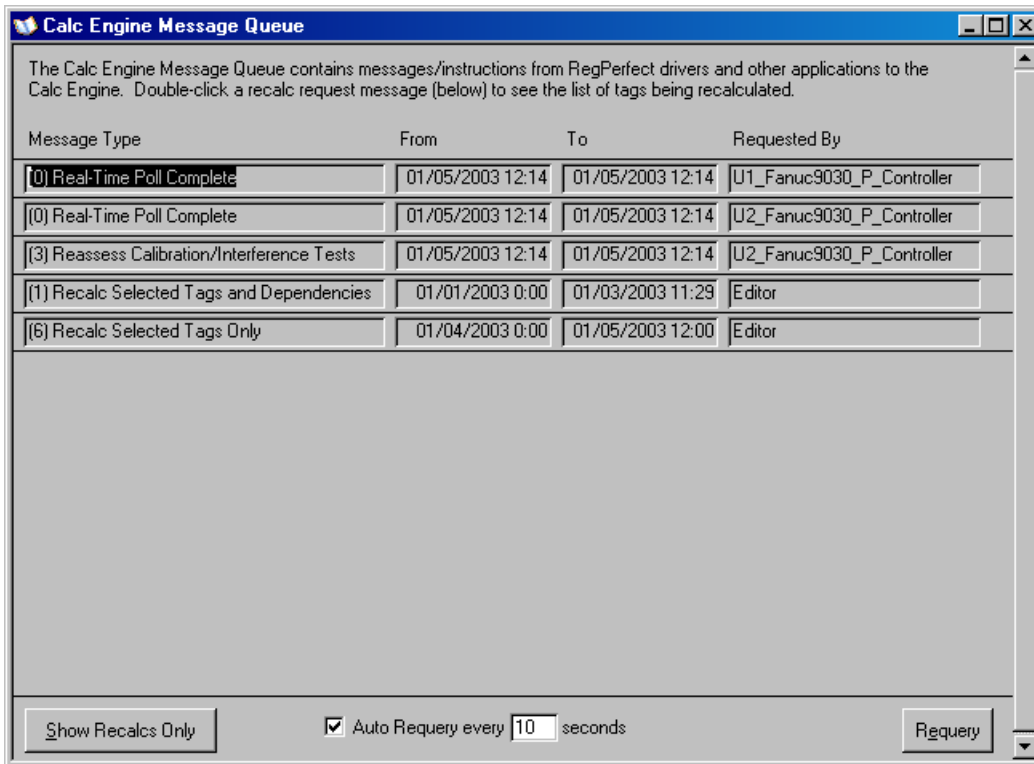 Calc Engine Message Queue
The Calc Engine Message Queue contains messages/instructions from RegPerfect drivers and other applications to the
Calc Engine.  Double-click a recalc request message (below) to see the list of tags being recalculated.
Message Type From To Requested By
(0) Real-Time Poll Complete 01/05/2003 12:14 01/05/2003 12:14 U1_Fanuc9030_P_Controller
(0) Real-Time Poll Complete 01/05/2003 12:14 01/05/2003 12:14 U2_Fanuc9030_P_Controller
(3) Reassess Calibration/Interference Tests 01/05/2003 12:14 01/05/2003 12:14 U2_Fanuc9030_P_Controller
(1) Recalc Selected Tags and Dependencies 01/01/2003 0:00 01/03/2003 11:29 Editor
(6) Recalc Selected Tags Only 01/04/2003 0:00 01/05/2003 12:00 Editor
Show Recalcs Only Auto Requery every 10 seconds Requery